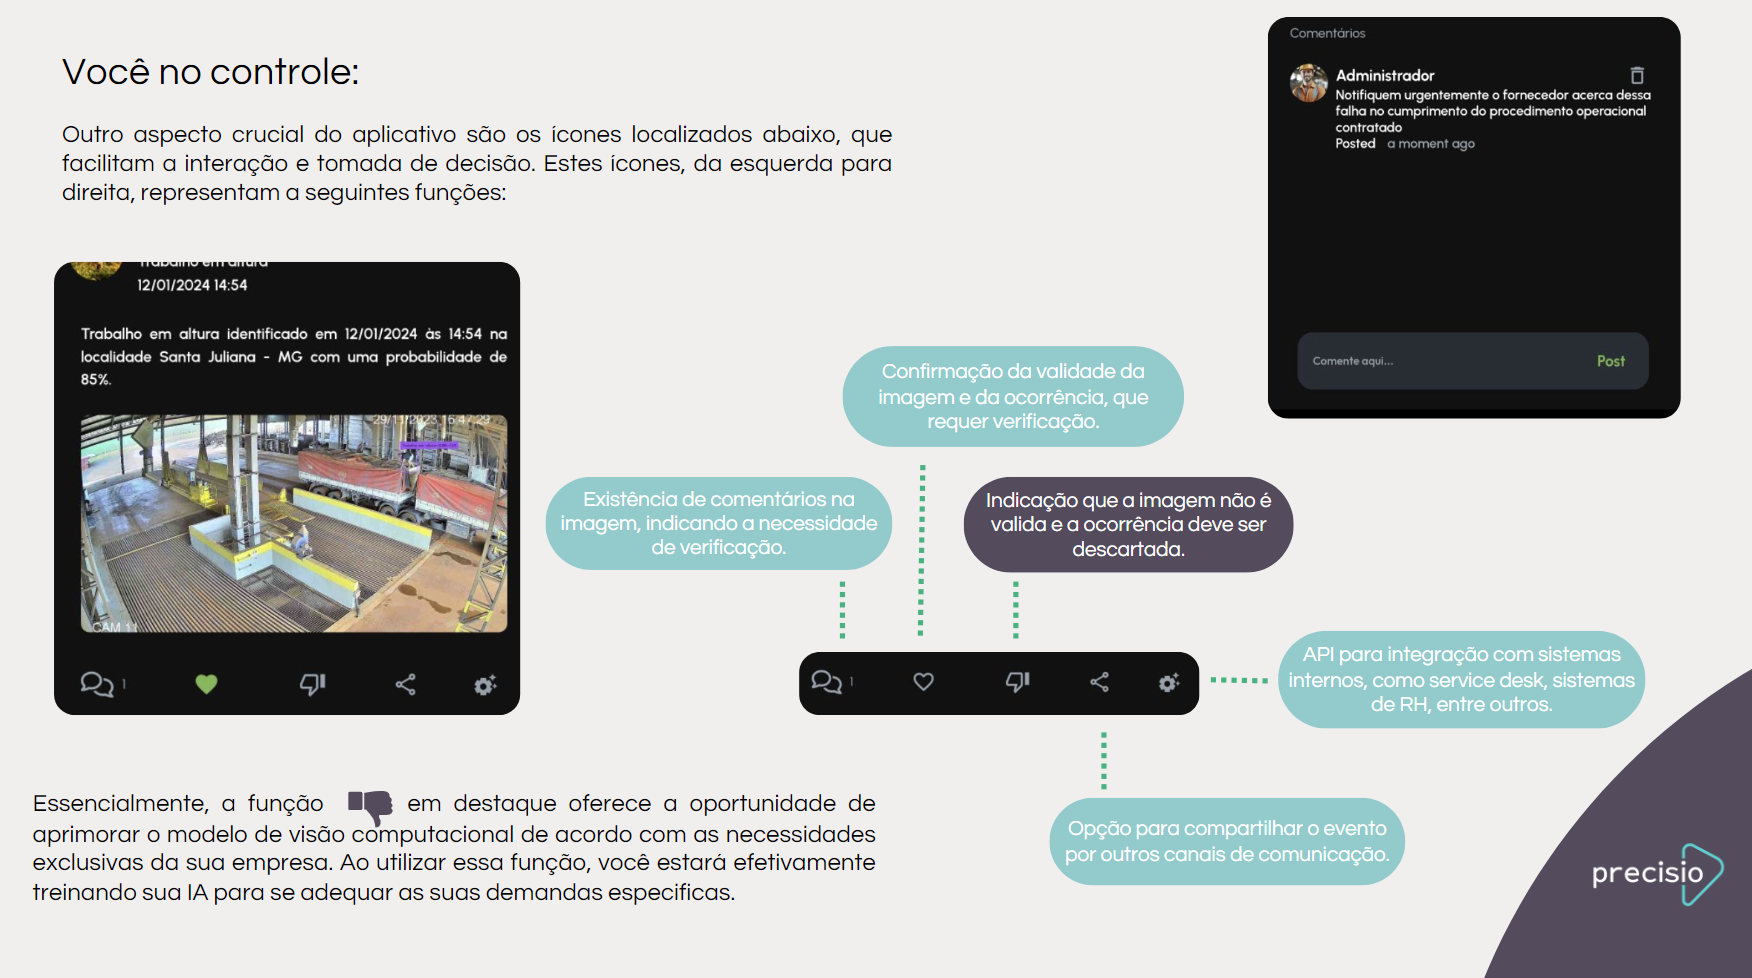 Você no controle:
Outro aspecto crucial do aplicativo são os ícones localizados abaixo, que
facilitam a interação e tomada de decisão. Estes ícones, da esquerda para
direita, representam a seguintes funções:
Comentários
Administrador
Notifiquem urgentemente o fornecedor acerca dessa
falha no cumprimento do procedimento operacional
contratado
Posted a moment ago
Comente aqui...
Post
Trabalho em altura
12/01/2024 14:54
Trabalho em altura identificado em 12/01/2024 às 14:54 na
localidade Santa Juliana - MG com uma probabilidade de
85%.
29/11/2023 16:47:29
CAM 11
1
Confirmação da validade da
imagem e da ocorrência, que
requer verificação.
Existência de comentários na
imagem, indicando a necessidade
de verificação.
Indicação que a imagem não é
valida e a ocorrência deve ser
descartada.
1
API para integração com sistemas
internos, como service desk, sistemas
de RH, entre outros.
Opção para compartilhar o evento
por outros canais de comunicação.
Essencialmente, a função em destaque oferece a oportunidade de
aprimorar o modelo de visão computacional de acordo com as necessidades
exclusivas da sua empresa. Ao utilizar essa função, você estará efetivamente
treinando sua IA para se adequar as suas demandas especificas.
precisio